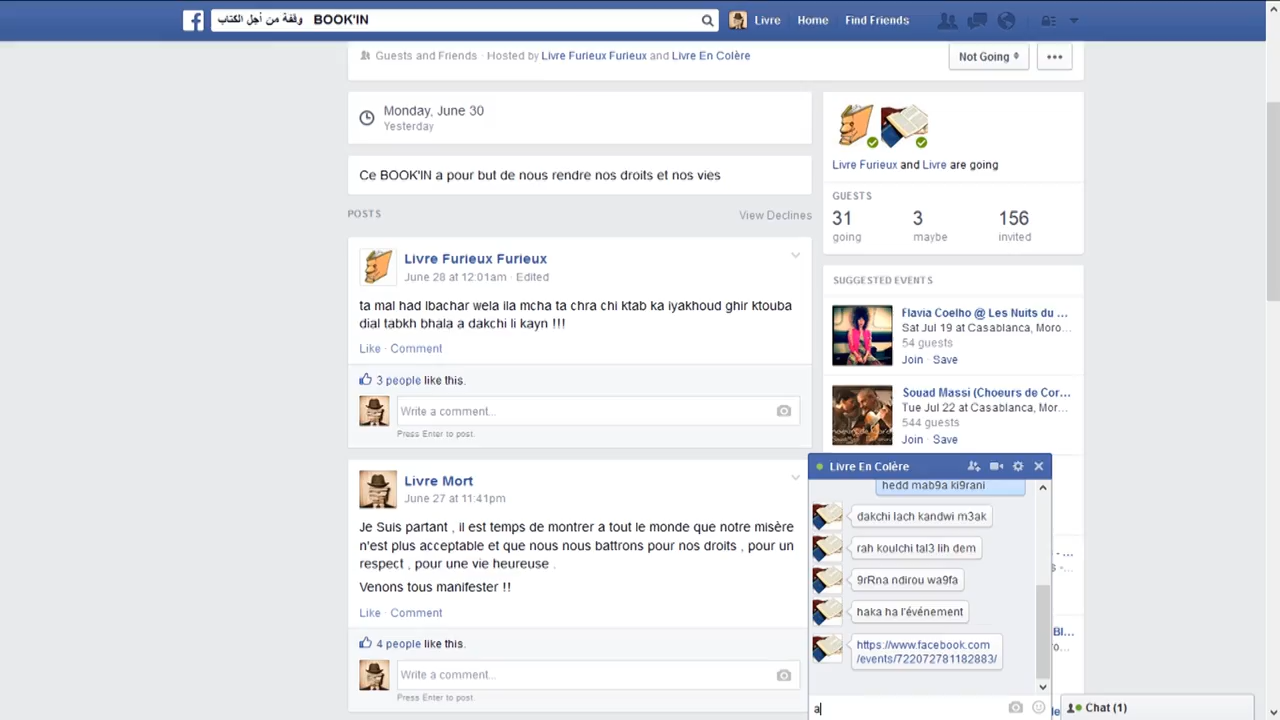 وقفة من أجل الكتاب BOOK'IN
Livre
Home
Find Friends
Guests and Friends · Hosted by Livre Furieux Furieux and Livre En Colère
Not Going
Monday, June 30
Yesterday
Ce BOOK'IN a pour but de nous rendre nos droits et nos vies
POSTS
View Declines
Livre Furieux Furieux
June 28 at 12:01am · Edited
ta mal had lbachar wela ila mcha ta chra chi ktab ka iyakhoud ghir ktouba
dial tabkh bhala a dakchi li kayn !!!
Like · Comment
3 people like this.
Write a comment...
Press Enter to post.
Livre Mort
June 27 at 11:41pm
Je Suis partant , il est temps de montrer a tout le monde que notre misère
n'est plus acceptable et que nous nous battrons pour nos droits , pour un
respect , pour une vie heureuse .
Venons tous manifester !!
Like · Comment
4 people like this.
Write a comment...
Press Enter to post.
Livre Furieux and Livre are going
GUESTS
31
3
156
going
maybe
invited
SUGGESTED EVENTS
Flavia Coelho @ Les Nuits du ...
Sat Jul 19 at Casablanca, Moro...
54 guests
Join · Save
Souad Massi (Choeurs de Cor...
Tue Jul 22 at Casablanca, Mor...
544 guests
Join · Save
Livre En Colère
hedd mab9a ki9rani
dakchi lach kandwi m3ak
rah koulchi tal3 lih dem
9rRna ndirou wa9fa
haka ha l'événement
https://www.facebook.com
/events/722072781182883/
a
Chat (1)